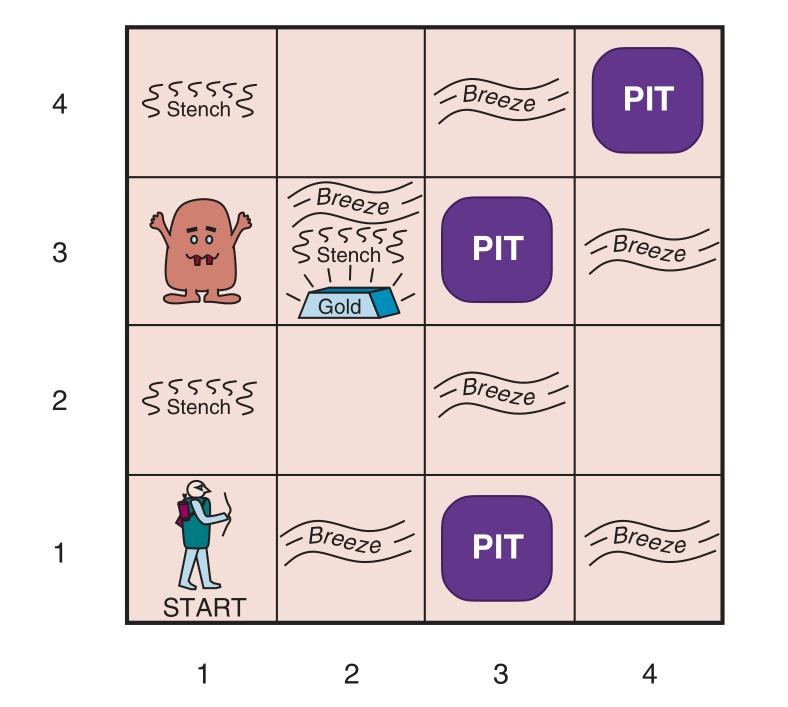 4
Stench
Breeze
PIT
3
Breeze
Stench
Gold
PIT
Breeze
2
Stench
Breeze
1
START
Breeze
PIT
Breeze
1 2 3 4